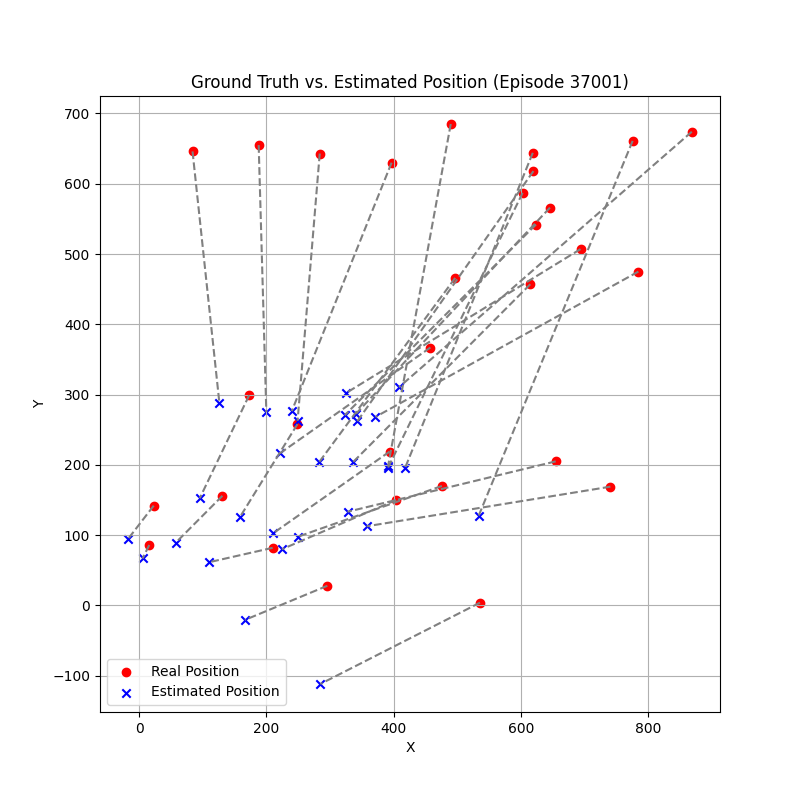 Ground Truth vs. Estimated Position (Episode 37001)
Y
700
600
500
400
300
200
100
0
−100
Real Position
Estimated Position
0 200 400 600 800
X